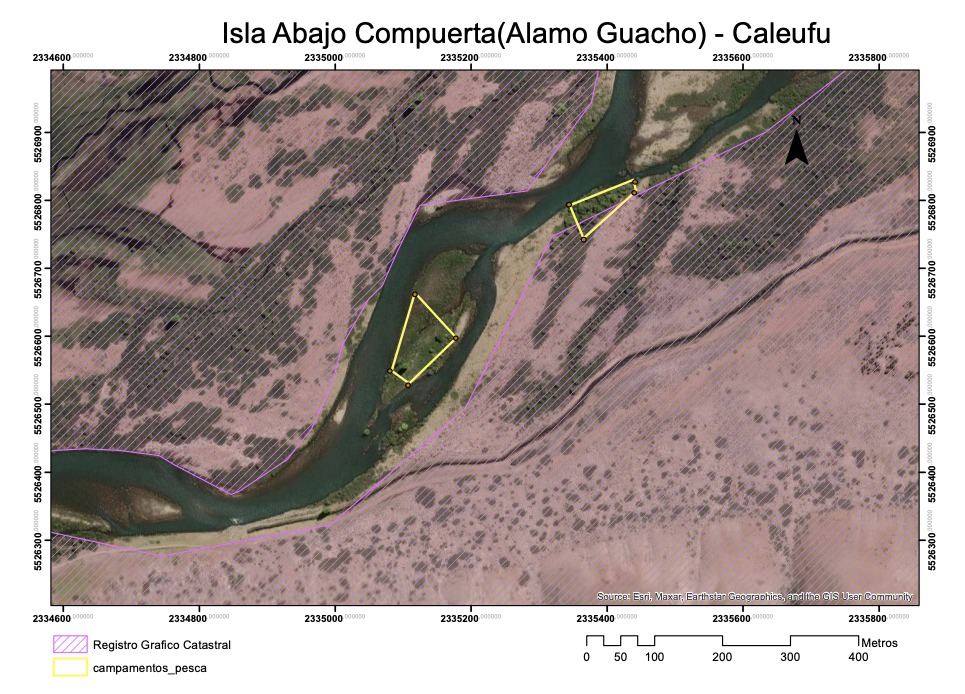 Isla Abajo Compuerta(Alamo Guacho) - Caleufu
2334600.000000 2334800.000000 2335000.000000 2335200.000000 2335400.000000 2335600.000000 2335800.000000
5526900.000000 5526900.000000
N
5526800.000000 5526800.000000
5526700.000000 5526700.000000
5526600.000000 5526600.000000
5526500.000000 5526500.000000
5526400.000000 5526400.000000
5526300.000000 5526300.000000
Source: Esri, Maxar, Earthstar Geographics, and the GIS User Community
2334600.000000 2334800.000000 2335000.000000 2335200.000000 2335400.000000 2335600.000000 2335800.000000
Registro Grafico Catastral
campamentos_pesca
Metros
0 50 100 200 300 400